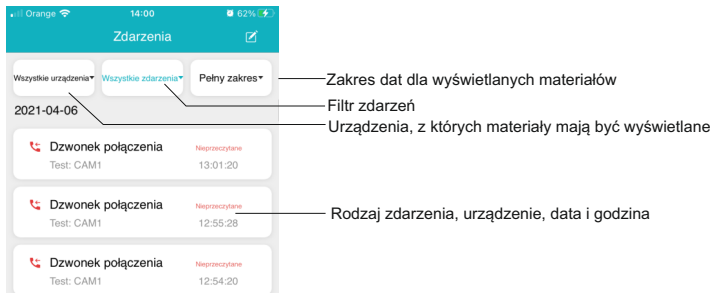 Orange 14:00 62%
Zdarzenia
Wszystkie urządzenia Wszystkie zdarzenia Pełny zakres
Zakres dat dla wyświetlanych materiałów
Filtr zdarzeń
Urządzenia, z których materiały mają być wyświetlane
2021-04-06
Dzwonek połączenia Nieprzeczytane
Test: CAM1 13:01:20
Dzwonek połączenia Nieprzeczytane
Test: CAM1 12:55:28
Rodzaj zdarzenia, urządzenie, data i godzina
Dzwonek połączenia Nieprzeczytane
Test: CAM1 12:54:20